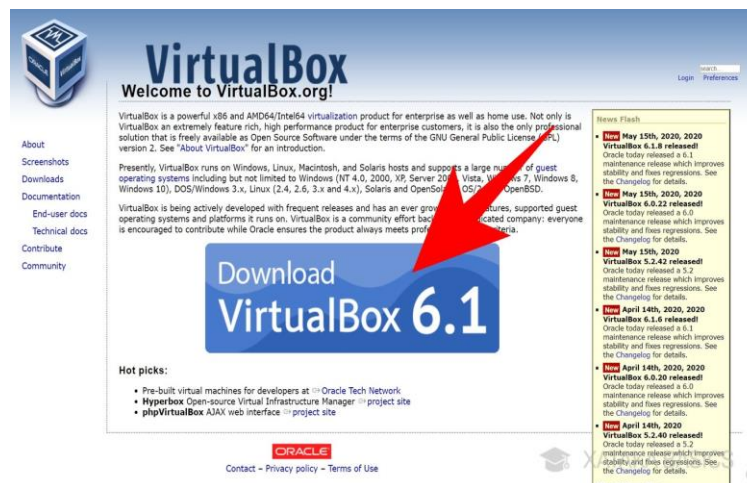 VirtualBox
search...
Login Preferences
Welcome to VirtualBox.org!
VirtualBox is a powerful x86 and AMD64/Intel64 virtualization product for enterprise as well as home use. Not only is
VirtualBox an extremely feature rich, high performance product for enterprise customers, it is also the only professional
solution that is freely available as Open Source Software under the terms of the GNU General Public License (GPL)
version 2. See "About VirtualBox" for an introduction.
Presently, VirtualBox runs on Windows, Linux, Macintosh, and Solaris hosts and supports a large of guest
operating systems including but not limited to Windows (NT 4.0, 2000, XP, Server Vista, 7, Windows 8,
Windows 10), DOS/Windows 3.x, Linux (2.4, 2.6, 3.x and 4.x), Solaris and OpenBSD.
VirtualBox is being actively developed with frequent releases and has an ever supported guest
operating systems and platforms it runs on. VirtualBox is a community effort company: everyone
is encouraged to contribute while Oracle ensures the product always meets
About
Screenshots
Downloads
Documentation
End-user docs
Technical docs
Contribute
Community
Download
VirtualBox 6.1
Hot picks:
• Pre-built virtual machines for developers at Oracle Tech Network
• Hyperbox Open-source Virtual Infrastructure Manager project site
• phpVirtualBox AJAX web interface project site
News Flash
• New May 15th, 2020, 2020
VirtualBox 6.1.8 released!
Oracle today released a 6.1
maintenance release which improves
stability and fixes regressions. See
the Changelog for details.
• New May 15th, 2020, 2020
VirtualBox 6.0.22 released!
Oracle today released a 6.0
maintenance release which improves
stability and fixes regressions. See
the Changelog for details.
• New May 15th, 2020
VirtualBox 5.2.42 released!
Oracle today released a 5.2
maintenance release which improves
stability and fixes regressions. See
the Changelog for details.
• New April 14th, 2020, 2020
VirtualBox 6.1.6 released!
Oracle today released a 6.1
maintenance release which improves
stability and fixes regressions. See
the Changelog for details.
• New April 14th, 2020, 2020
VirtualBox 6.0.20 released!
Oracle today released a 6.0
maintenance release which improves
stability and fixes regressions. See
the Changelog for details.
• New April 14th, 2020, 2020
VirtualBox 5.2.40 released!
Oracle today released a 5.2
maintenance release which improves
stability and fixes regressions. See
the Changelog for details.
ORACLE
Contact – Privacy policy – Terms of Use